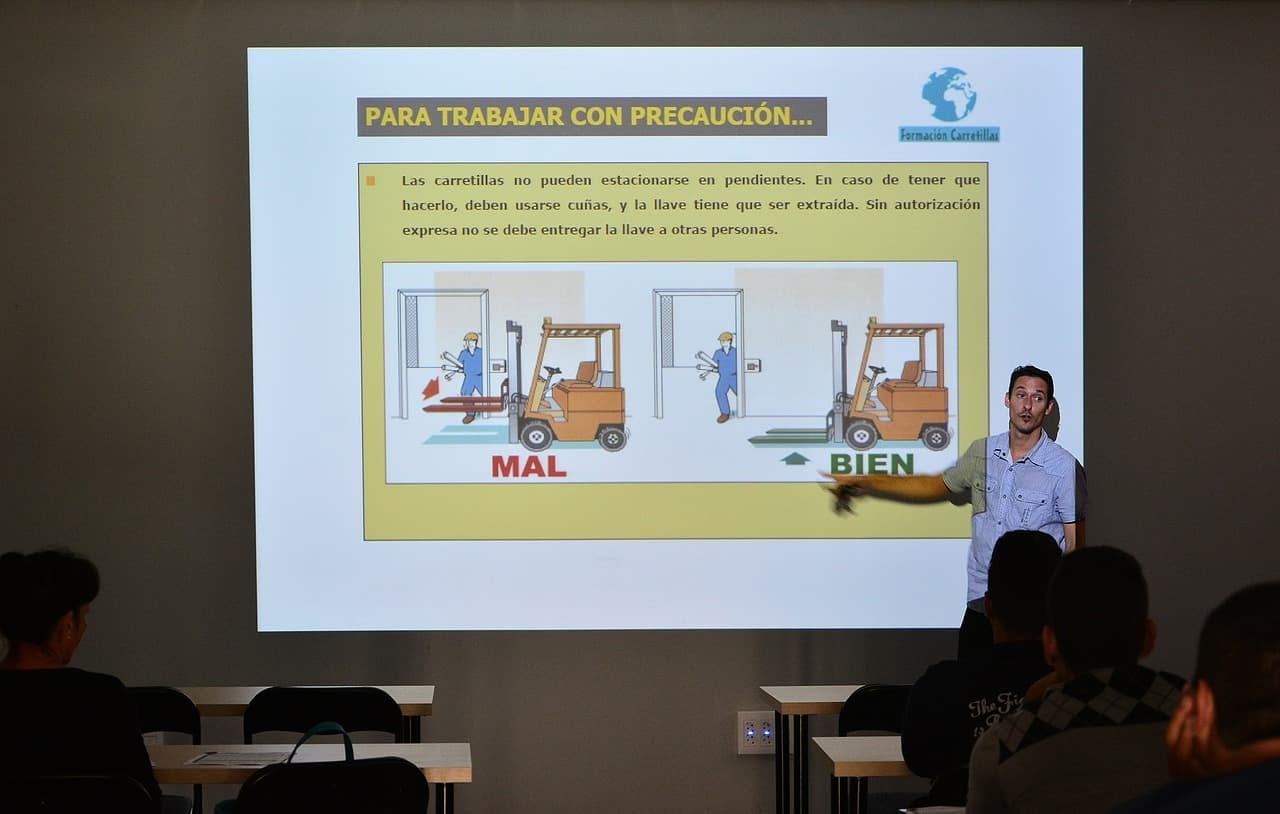 PARA TRABAJAR CON PRECAUCIÓN...
Formación Carretillas
Las carretillas no pueden estacionarse en pendientes. En caso de tener que
hacerlo, deben usarse cuñas, y la llave tiene que ser extraída. Sin autorización
expresa no se debe entregar la llave a otras personas.
MAL
BIEN
The